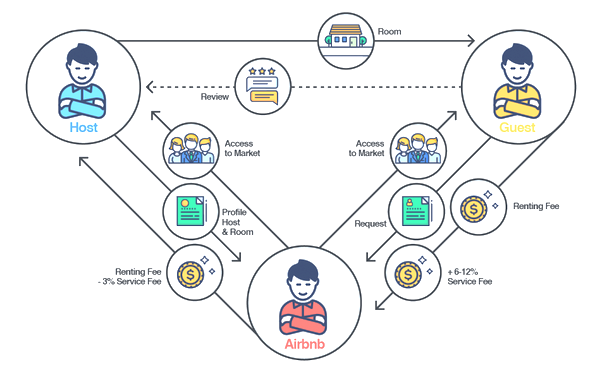 Room
Host
Guest
Review
Access
to Market
Access
to Market
Profile
Host
& Room
Request
Renting Fee
Renting Fee
- 3% Service Fee
+ 6-12%
Service Fee
Airbnb